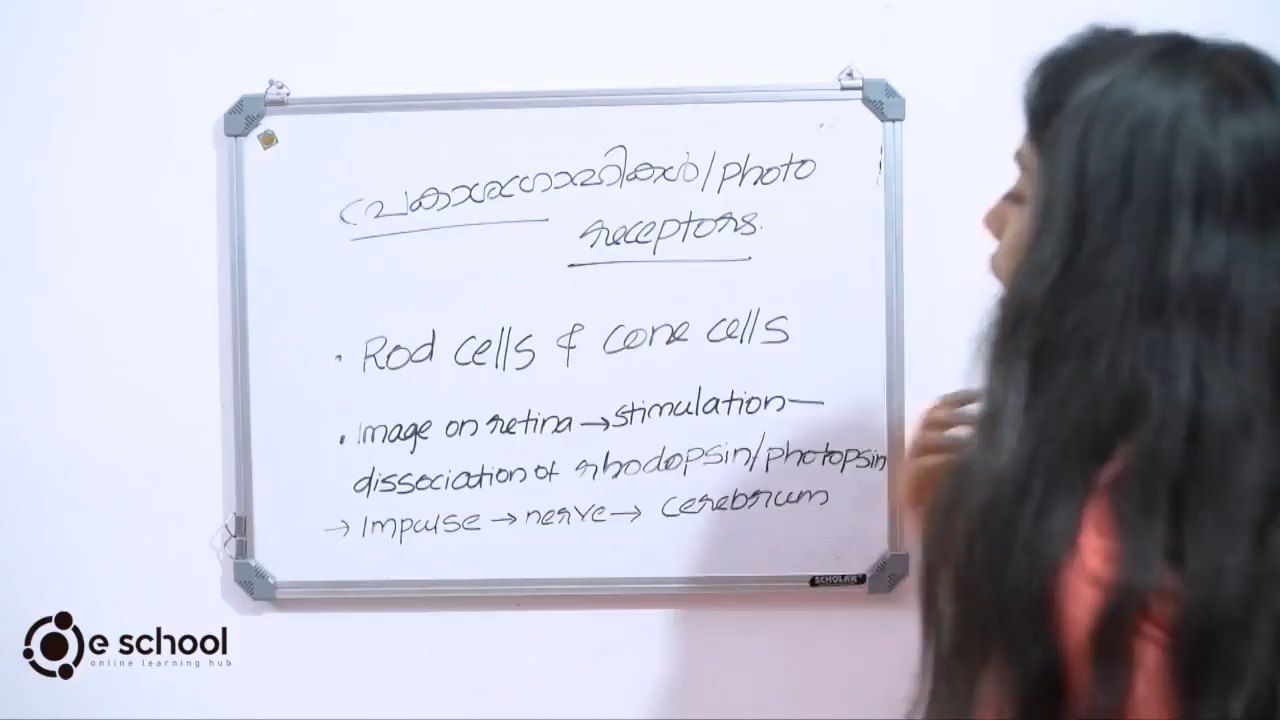 പ്രകാശഗ്രാഹികൾ/photo
receptors.
• Rod cells & cone cells
• Image on retina → stimulation —
dissociation of rhodopsin/photopsin
→ Impulse → nerve → cerebrum
SCHOLAR
e school
online learning hub